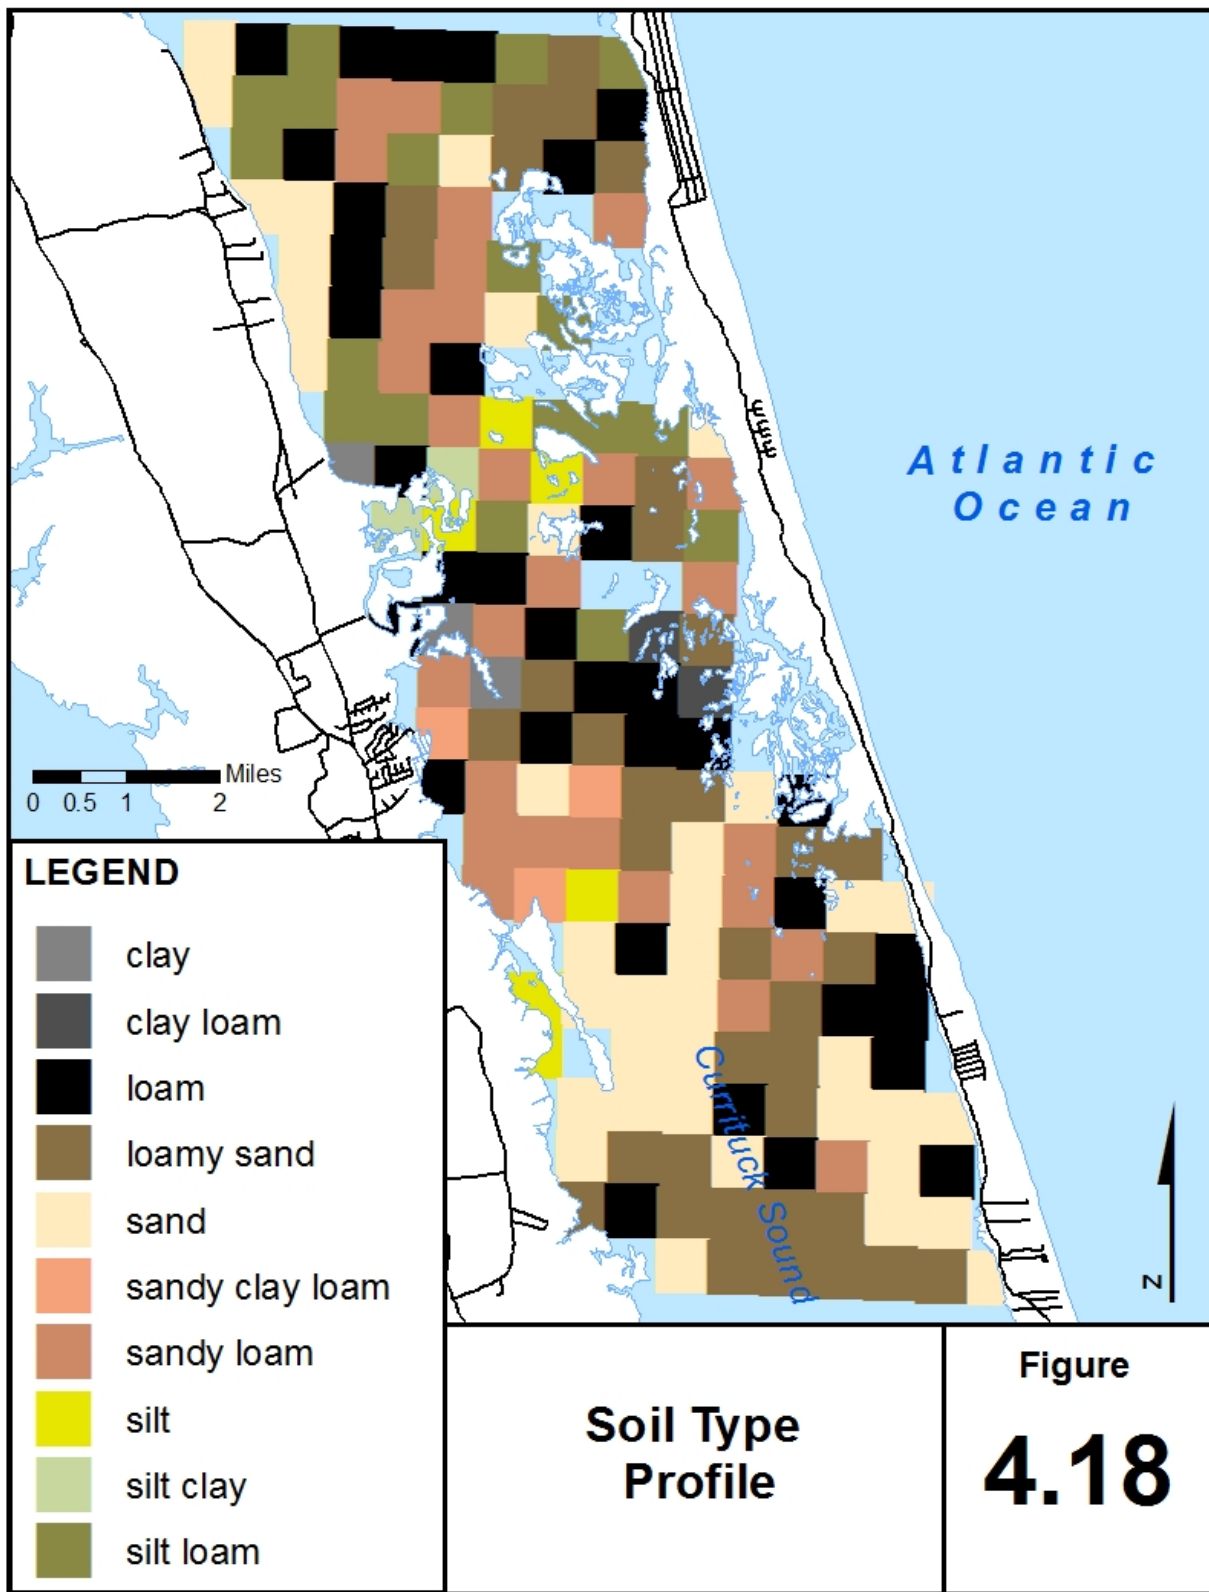 Atlantic
Ocean
Miles
0 0.5 1 2
LEGEND
clay
clay loam
loam
loamy sand
sand
sandy clay loam
sandy loam
silt
silt clay
silt loam
Currituck Sound
N
Soil Type
Profile
Figure
4.18